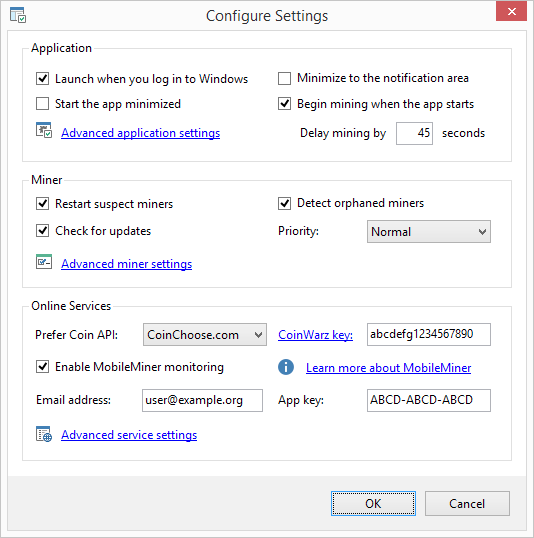 Configure Settings
Application
Launch when you log in to Windows
Minimize to the notification area
Start the app minimized
Begin mining when the app starts
Advanced application settings
Delay mining by 45 seconds
Miner
Restart suspect miners
Detect orphaned miners
Check for updates
Priority: Normal
Advanced miner settings
Online Services
Prefer Coin API: CoinChoose.com
CoinWarz key: abcdefg1234567890
Enable MobileMiner monitoring
Learn more about MobileMiner
Email address: user@example.org
App key: ABCD-ABCD-ABCD
Advanced service settings
OK
Cancel